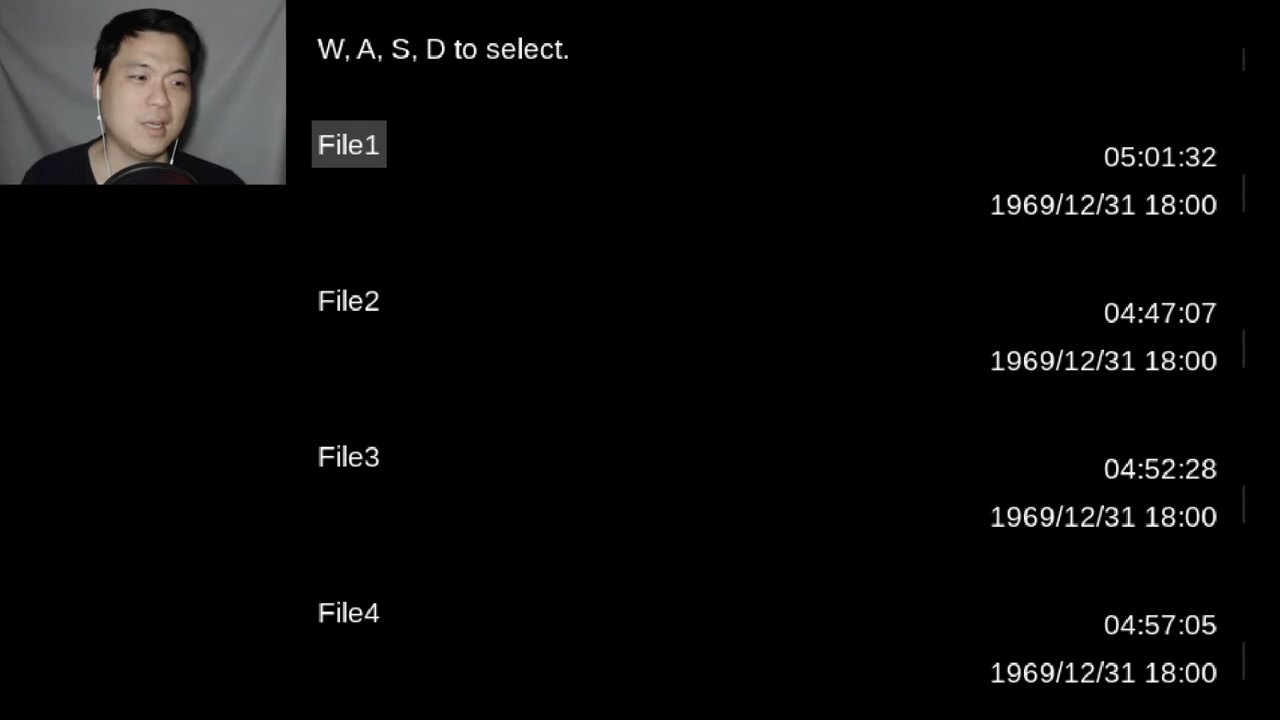 W, A, S, D to select.
File1
05:01:32
1969/12/31 18:00
File2
04:47:07
1969/12/31 18:00
File3
04:52:28
1969/12/31 18:00
File4
04:57:05
1969/12/31 18:00